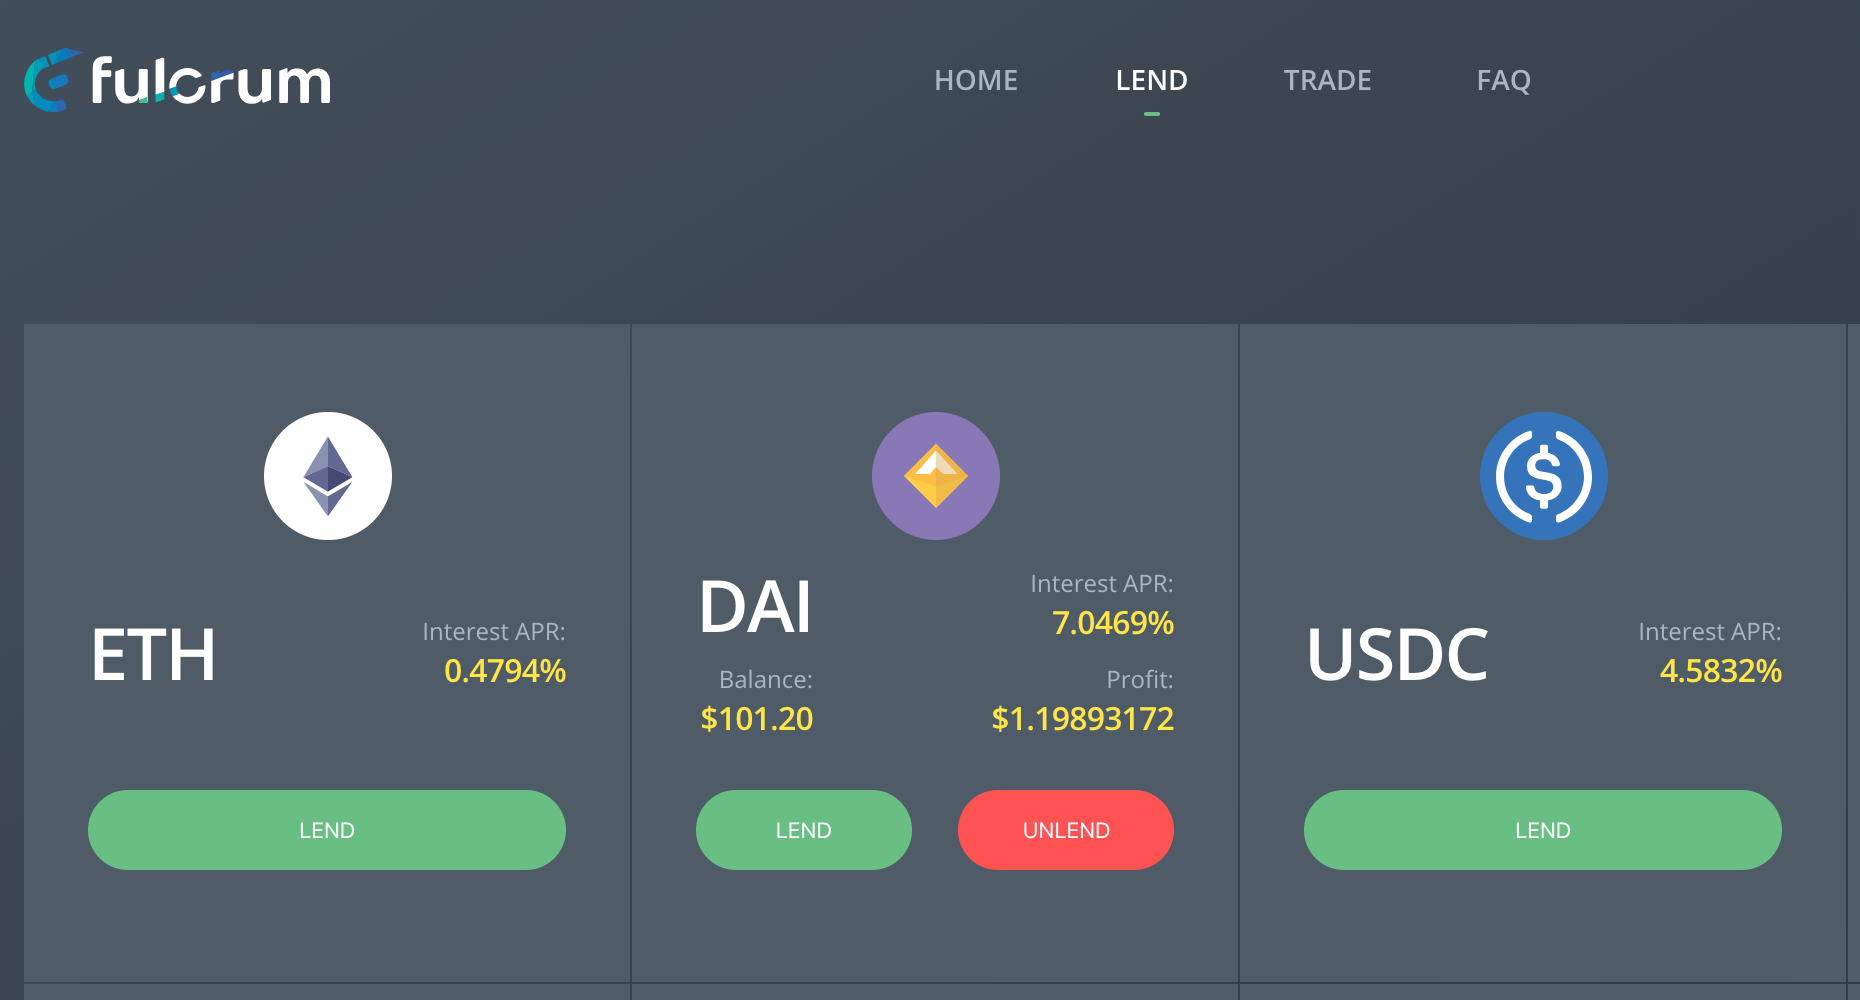 fulcrum
HOME LEND TRADE FAQ
ETH
Interest APR:
0.4794%
LEND
DAI
Interest APR:
7.0469%
Balance:
$101.20
Profit:
$1.19893172
LEND
UNLEND
USDC
Interest APR:
4.5832%
LEND